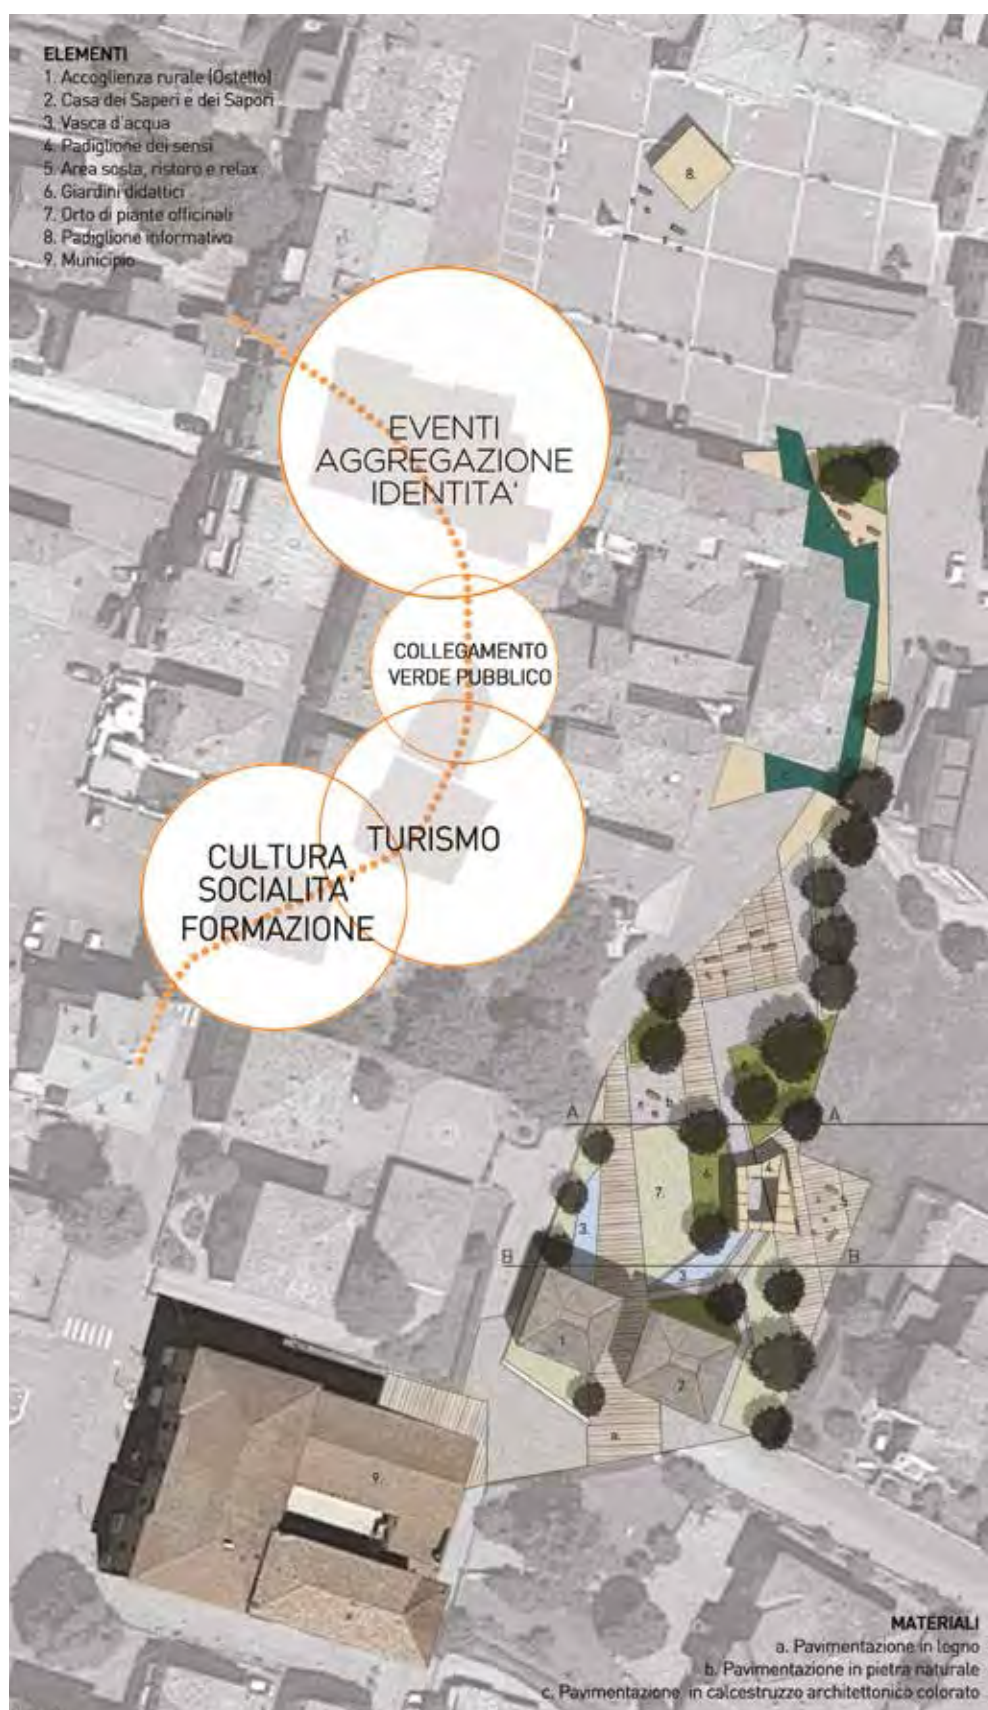 ELEMENTI
1. Accoglienza rurale (Ostello)
2. Casa dei Saperi e dei Sapori
3. Vasca d'acqua
4. Padiglione dei sensi
5. Area sosta, ristoro e relax
6. Giardini didattici
7. Orto di piante officinali
8. Padiglione informativo
9. Municipio
8.
EVENTI
AGGREGAZIONE
IDENTITA'
COLLEGAMENTO
VERDE PUBBLICO
TURISMO
CULTURA
SOCIALITA'
FORMAZIONE
c.
b.
A
A
4.
6.
7.
5.
3.
B
B
3.
1.
2.
a.
9.
MATERIALI
a. Pavimentazione in legno
b. Pavimentazione in pietra naturale
c. Pavimentazione in calcestruzzo architettonico colorato